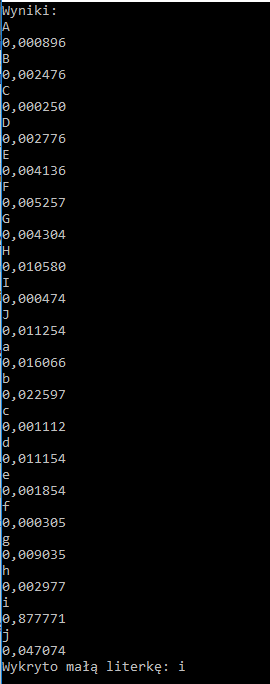 Wyniki:
A
0,000896
B
0,002476
C
0,000250
D
0,002776
E
0,004136
F
0,005257
G
0,004304
H
0,010580
I
0,000474
J
0,011254
a
0,016066
b
0,022597
c
0,001112
d
0,011154
e
0,001854
f
0,000305
g
0,009035
h
0,002977
i
0,877771
j
0,047074
Wykryto małą literkę: i